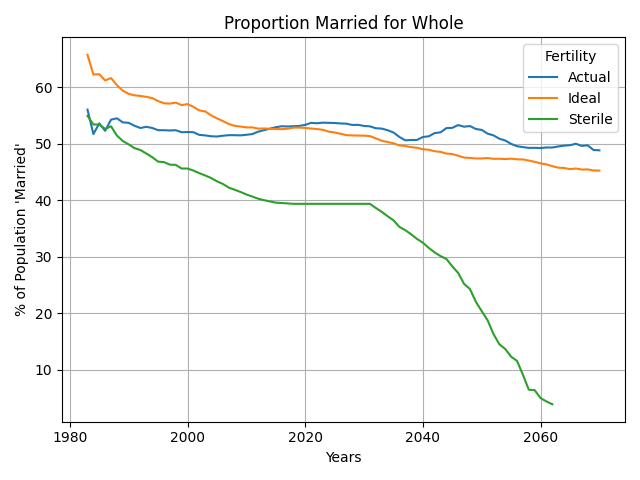 Proportion Married for Whole
% of Population 'Married'
60
50
40
30
20
10
1980
2000
2020
2040
2060
Years
Fertility
Actual
Ideal
Sterile